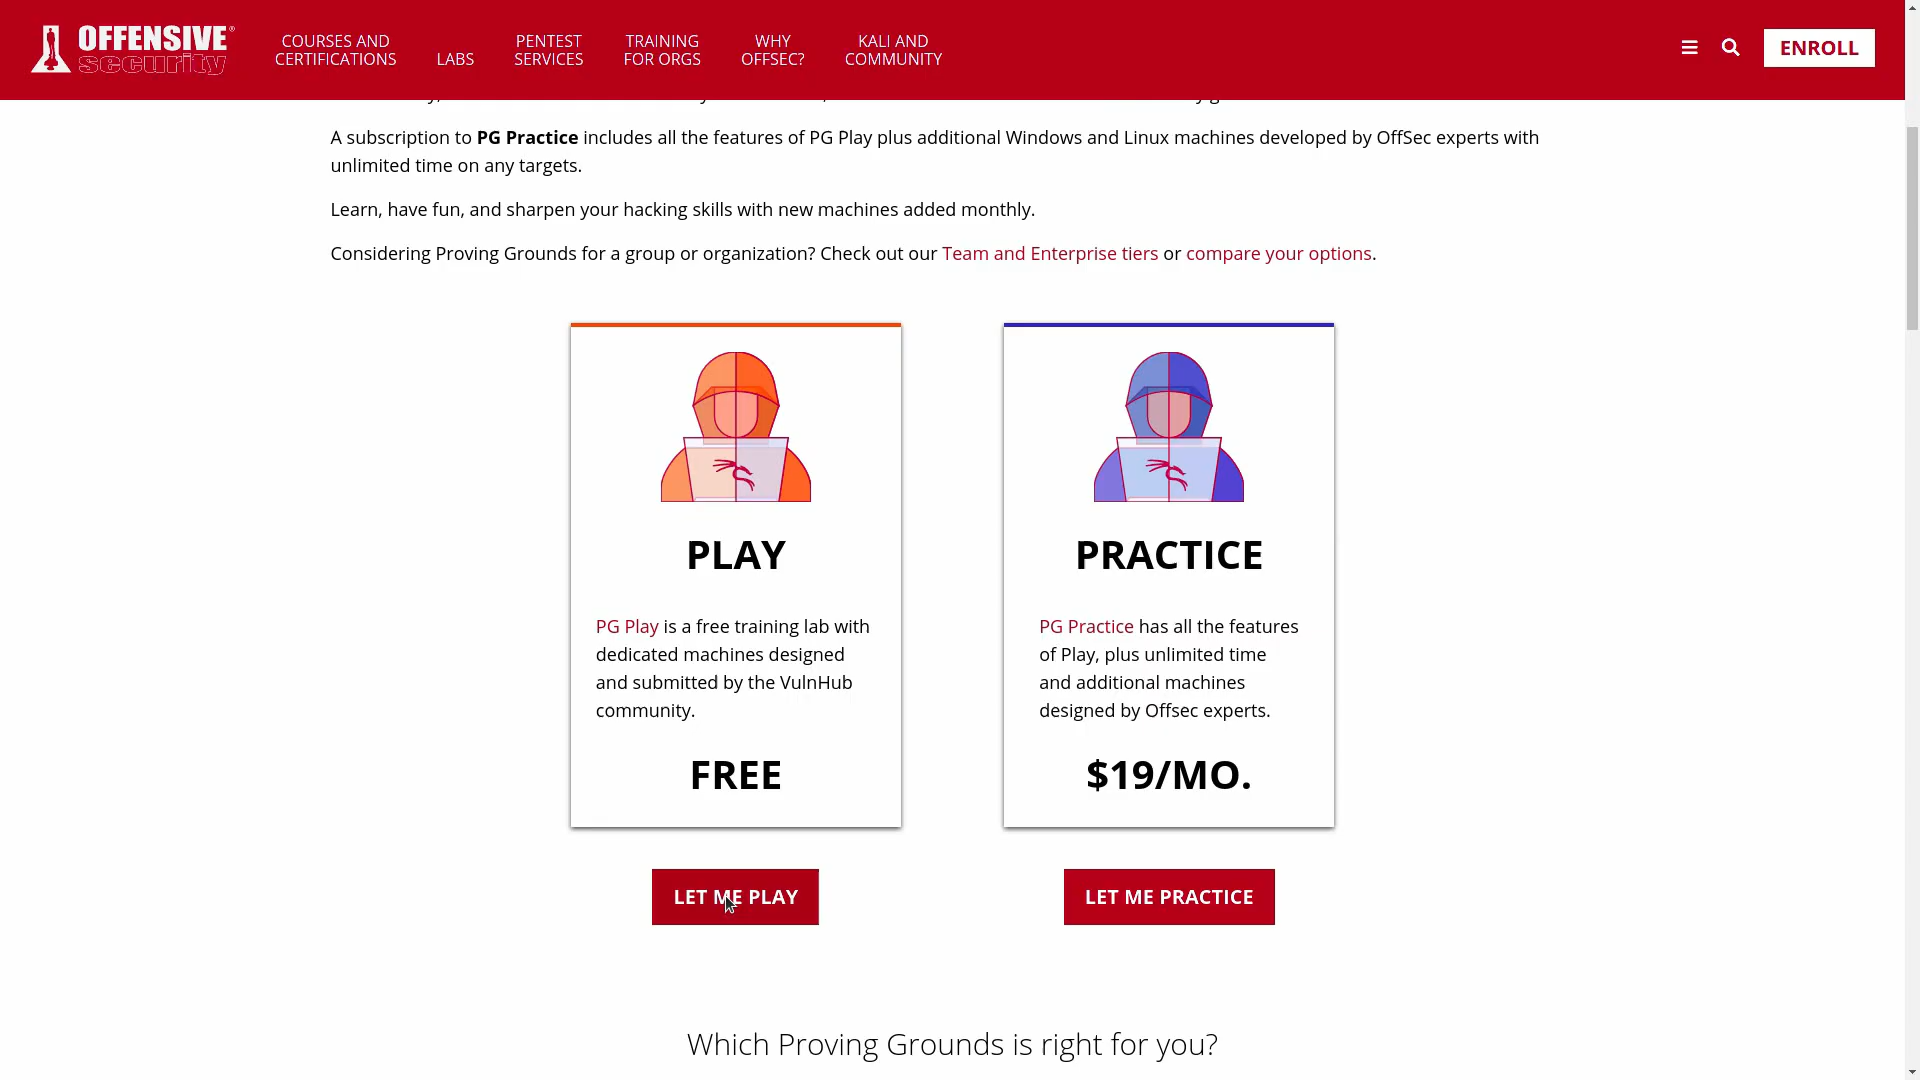 OFFENSIVE
security
COURSES AND
CERTIFICATIONS
LABS
PENTEST
SERVICES
TRAINING
FOR ORGS
WHY
OFFSEC?
KALI AND
COMMUNITY
ENROLL
A subscription to PG Practice includes all the features of PG Play plus additional Windows and Linux machines developed by OffSec experts with
unlimited time on any targets.
Learn, have fun, and sharpen your hacking skills with new machines added monthly.
Considering Proving Grounds for a group or organization? Check out our Team and Enterprise tiers or compare your options.
PLAY
PG Play is a free training lab with
dedicated machines designed
and submitted by the VulnHub
community.
FREE
LET ME PLAY
PRACTICE
PG Practice has all the features
of Play, plus unlimited time
and additional machines
designed by Offsec experts.
$19/MO.
LET ME PRACTICE
Which Proving Grounds is right for you?